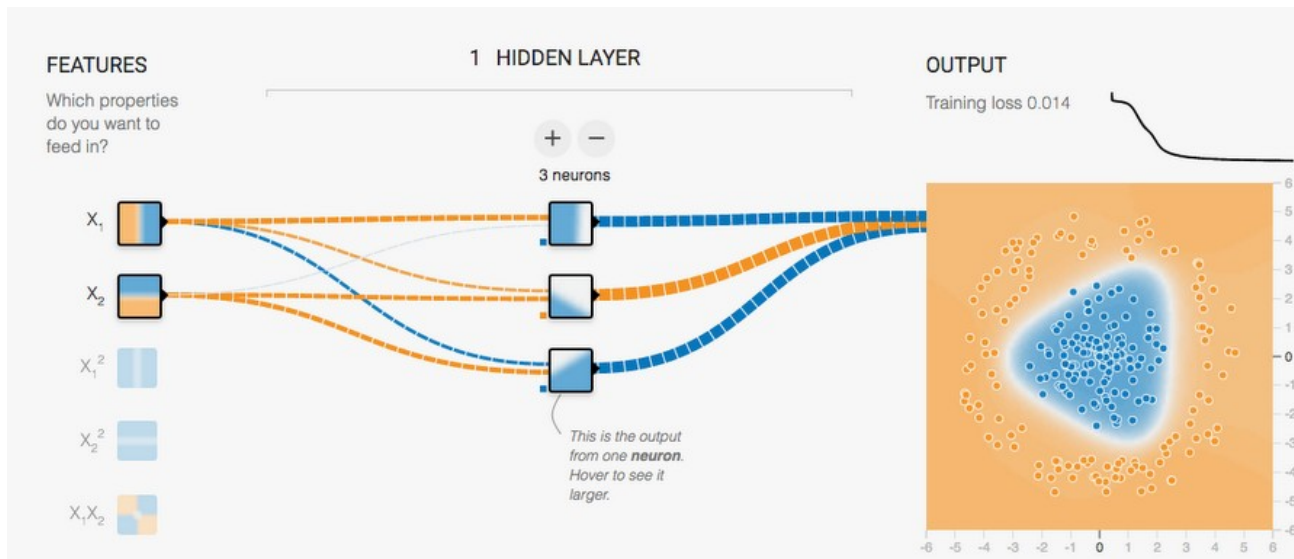 FEATURES
Which properties
do you want to
feed in?
X1
X2
X1²
X2²
X1X2
1 HIDDEN LAYER
+ −
3 neurons
This is the output
from one neuron.
Hover to see it
larger.
OUTPUT
Training loss 0.014
6
5
4
3
2
1
0
-1
-2
-3
-4
-5
-6
-6 -5 -4 -3 -2 -1 0 1 2 3 4 5 6